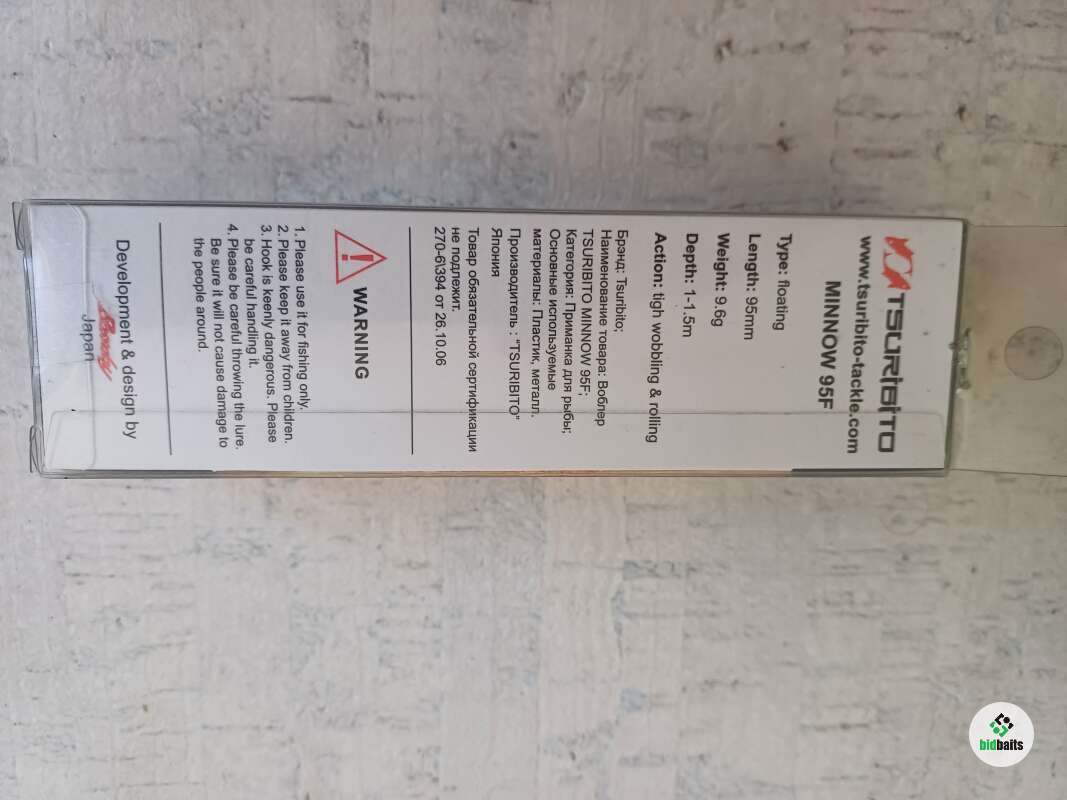 TSURIBITO
www.tsuribito-tackle.com
MINNOW 95F
Type: floating
Length: 95mm
Weight: 9.6g
Depth: 1-1.5m
Action: tigh wobbling & rolling
Брэнд: Tsuribito;
Наименование товара: Воблер
TSURIBITO MINNOW 95F;
Категория: Приманка для рыбы;
Основные используемые
материалы: Пластик, металл.
Производитель : "TSURIBITO"
Япония
Товар обязательной сертификации
не подлежит.
270-61394 от 26.10.06
WARNING
1. Please use it for fishing only.
2. Please keep it away from children.
3. Hook is keenly dangerous. Please
be careful handling it.
4. Please be careful throwing the lure.
Be sure it will not cause damage to
the people around.
Development & design by
Japan
bidbaits